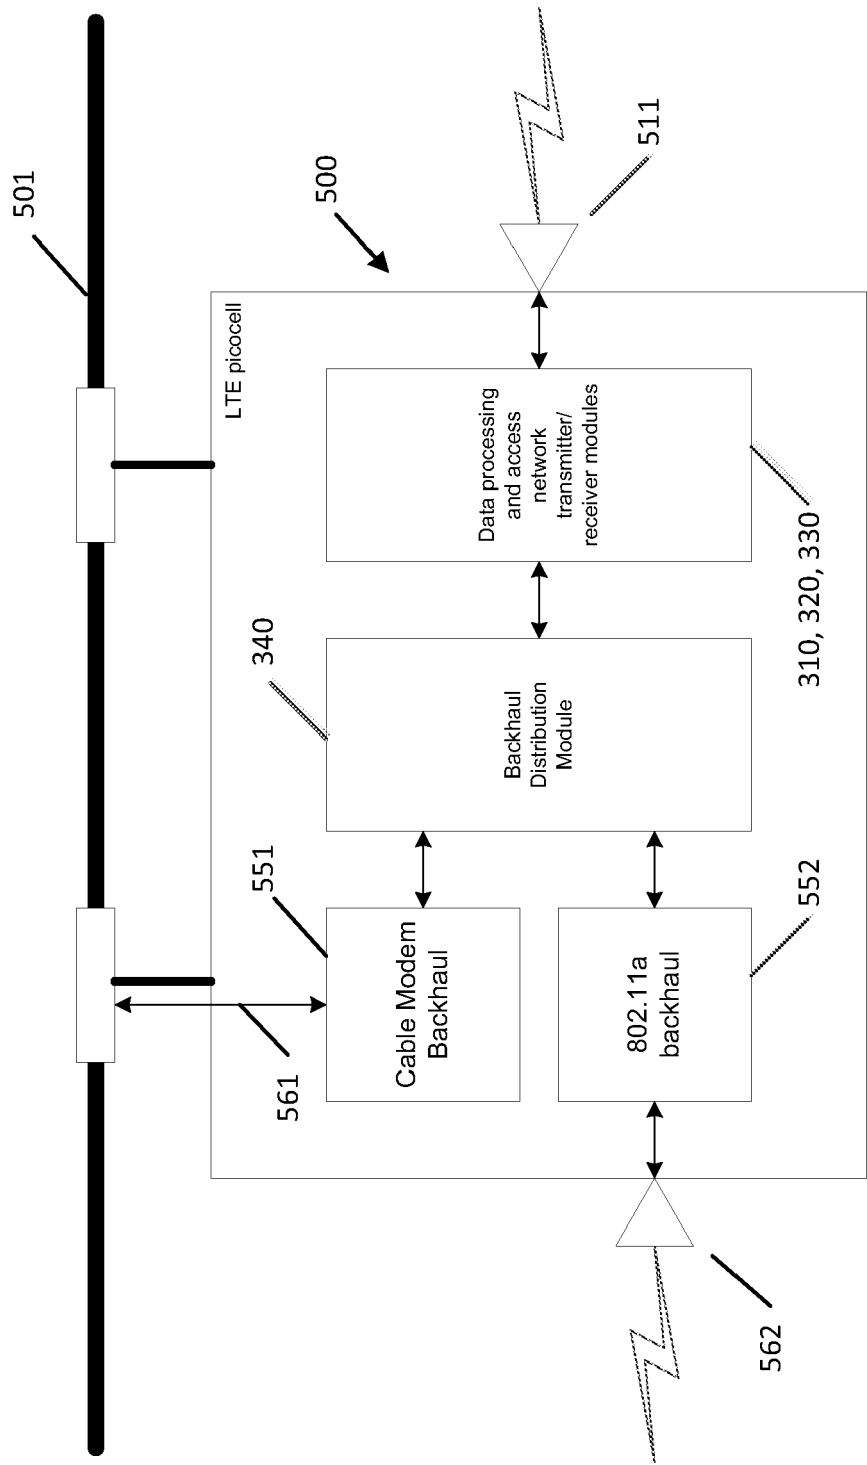 501
500
511
LTE picocell
340
551
561
Cable Modem
Backhaul
Backhaul
Distribution
Module
Data processing
and access
network
transmitter/
receiver modules
802.11a
backhaul
562
552
310, 320, 330